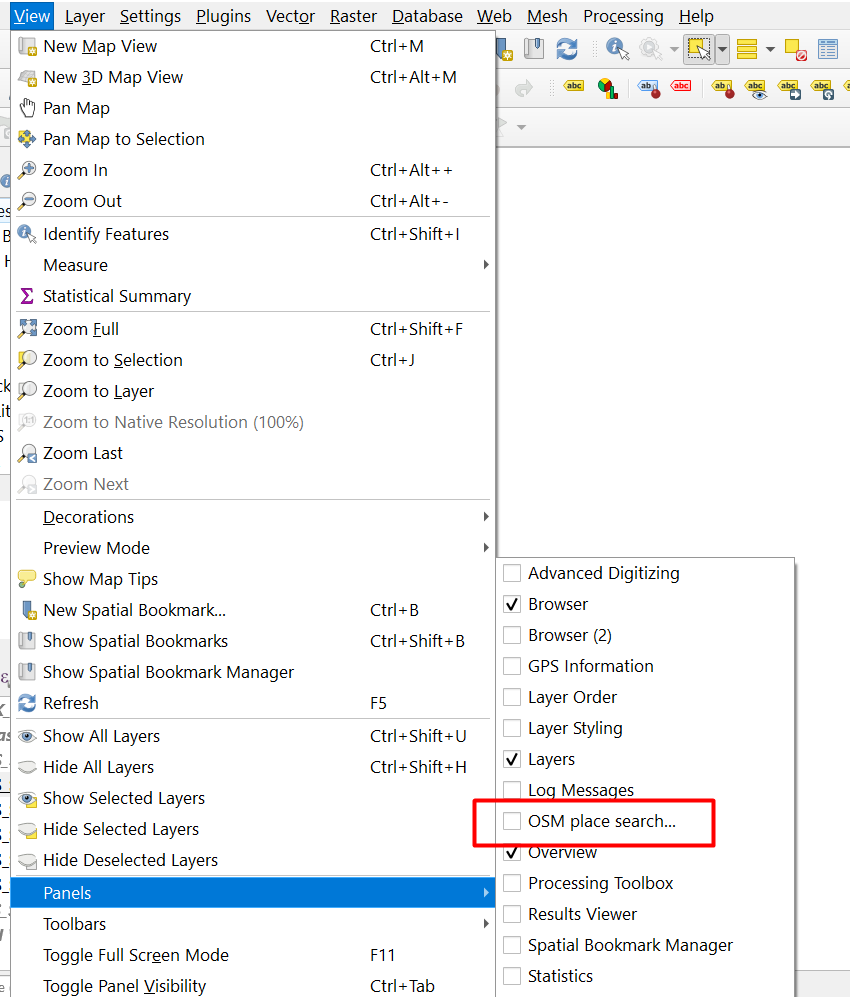 View Layer Settings Plugins Vector Raster Database Web Mesh Processing Help
New Map View Ctrl+M
New 3D Map View Ctrl+Alt+M
Pan Map
Pan Map to Selection
Zoom In Ctrl+Alt++
Zoom Out Ctrl+Alt+-
Identify Features Ctrl+Shift+I
Measure
Statistical Summary
Zoom Full Ctrl+Shift+F
Zoom to Selection Ctrl+J
Zoom to Layer
Zoom to Native Resolution (100%)
Zoom Last
Zoom Next
Decorations
Preview Mode
Show Map Tips
New Spatial Bookmark... Ctrl+B
Show Spatial Bookmarks Ctrl+Shift+B
Show Spatial Bookmark Manager
Refresh F5
Show All Layers Ctrl+Shift+U
Hide All Layers Ctrl+Shift+H
Show Selected Layers
Hide Selected Layers
Hide Deselected Layers
Panels
Toolbars
Toggle Full Screen Mode F11
Toggle Panel Visibility Ctrl+Tab
Advanced Digitizing
Browser
Browser (2)
GPS Information
Layer Order
Layer Styling
Layers
Log Messages
OSM place search...
Overview
Processing Toolbox
Results Viewer
Spatial Bookmark Manager
Statistics
abc
ab
abc
ab
abc
abc
abc